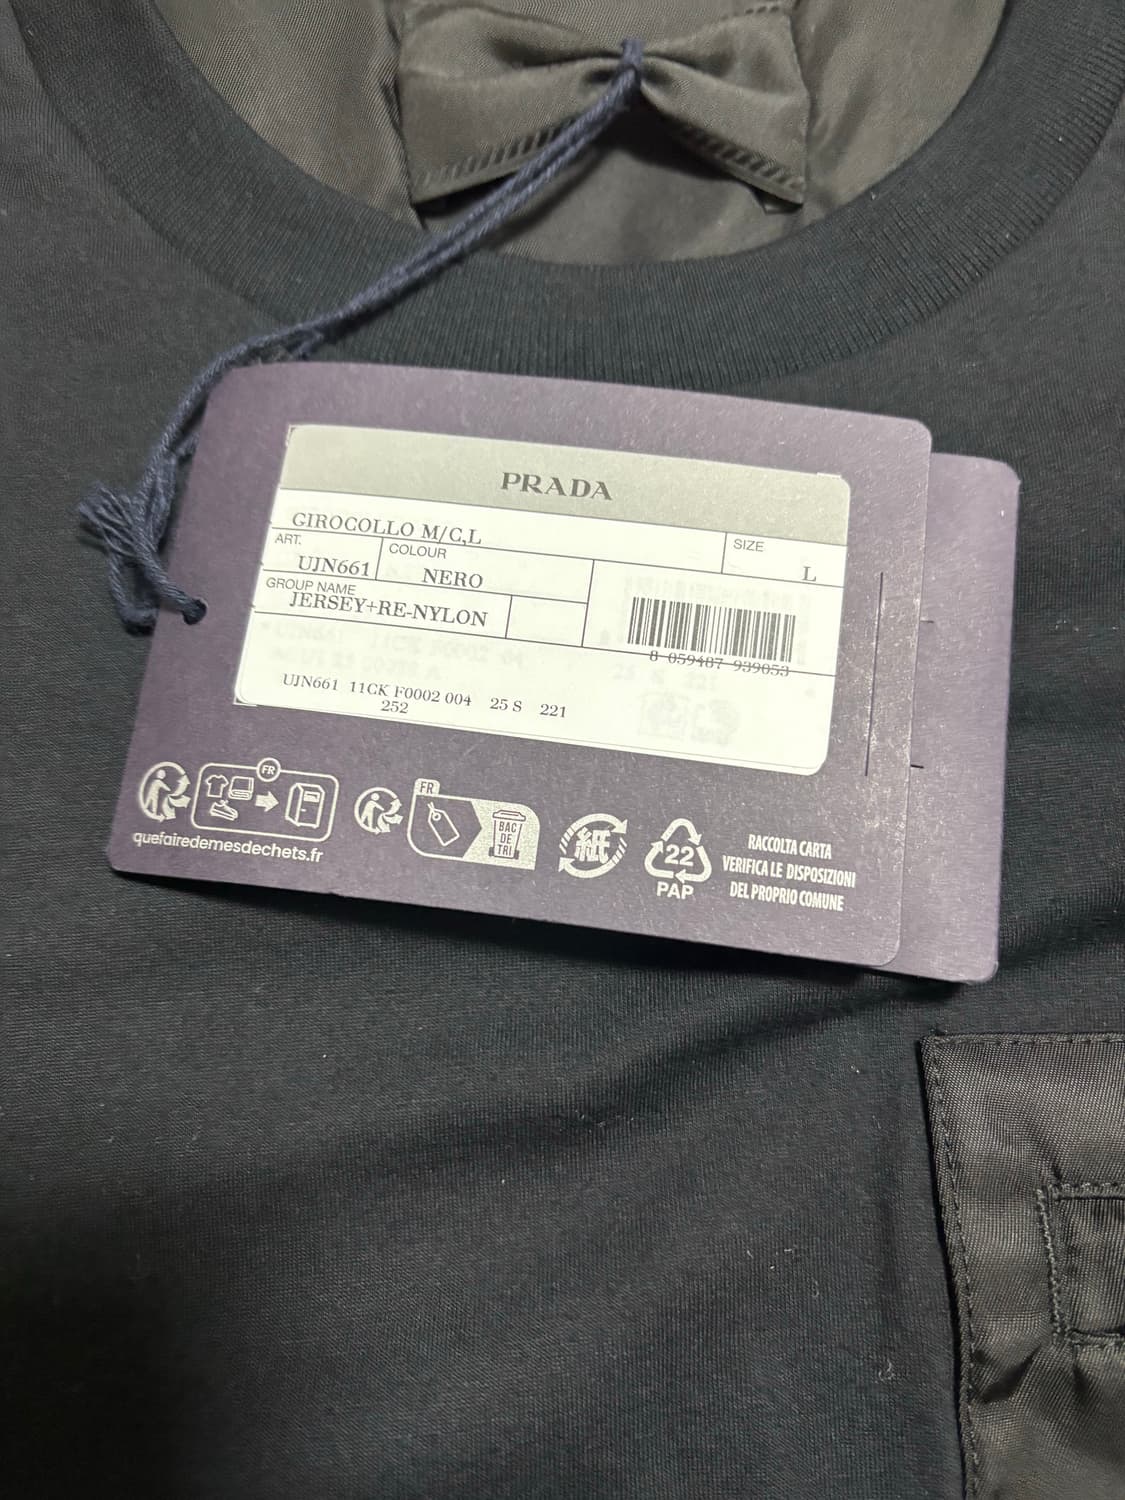 PRADA
GIROCOLLO M/C,L
SIZE
L
ART.
UJN661
COLOUR
NERO
GROUP NAME
JERSEY+RE-NYLON
8 059487 939053
UJN661 11CK F0002 004 25 S 221
252
FR
quefairedemesdechets.fr
FR
BAC
DE
TRI
紙
22
PAP
RACCOLTA CARTA
VERIFICA LE DISPOSIZIONI
DEL PROPRIO COMUNE